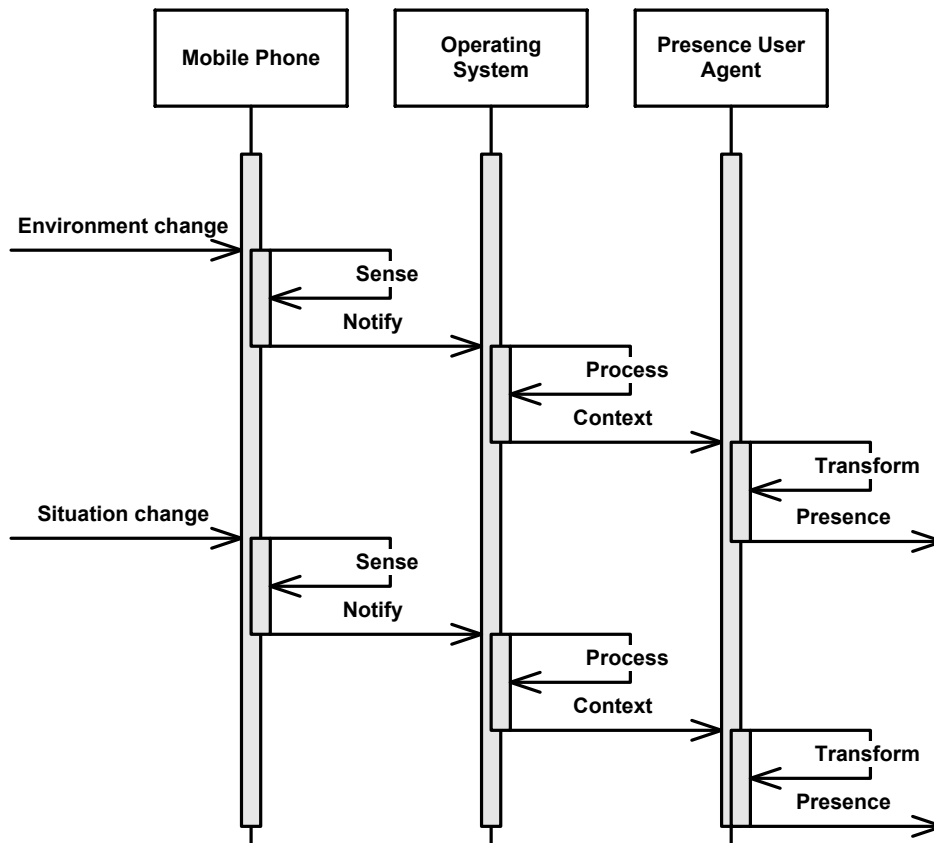 Mobile Phone
Operating
System
Presence User
Agent
Environment change
Sense
Notify
Process
Context
Transform
Presence
Situation change
Sense
Notify
Process
Context
Transform
Presence